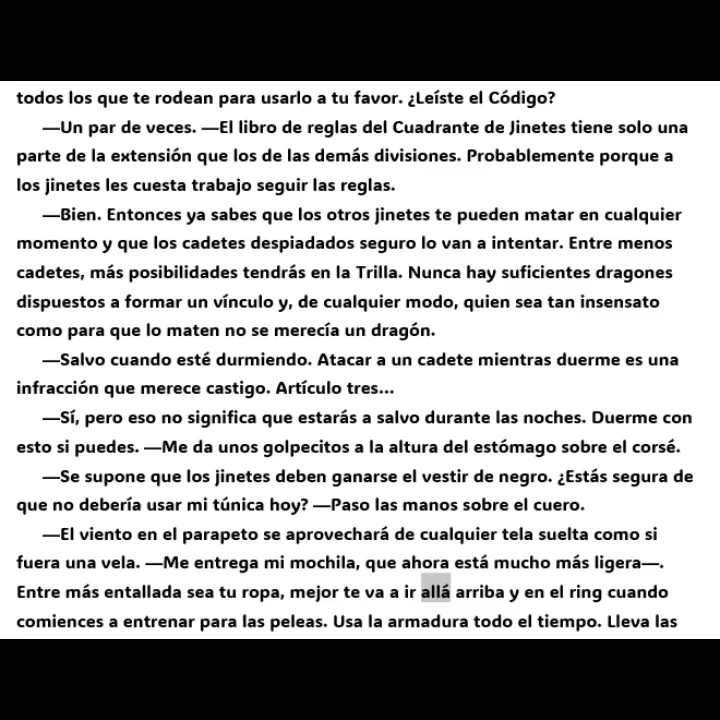 todos los que te rodean para usarlo a tu favor. ¿Leíste el Código?
—Un par de veces. —El libro de reglas del Cuadrante de Jinetes tiene solo una
parte de la extensión que los de las demás divisiones. Probablemente porque a
los jinetes les cuesta trabajo seguir las reglas.
—Bien. Entonces ya sabes que los otros jinetes te pueden matar en cualquier
momento y que los cadetes despiadados seguro lo van a intentar. Entre menos
cadetes, más posibilidades tendrás en la Trilla. Nunca hay suficientes dragones
dispuestos a formar un vínculo y, de cualquier modo, quien sea tan insensato
como para que lo maten no se merecía un dragón.
—Salvo cuando esté durmiendo. Atacar a un cadete mientras duerme es una
infracción que merece castigo. Artículo tres...
—Sí, pero eso no significa que estarás a salvo durante las noches. Duerme con
esto si puedes. —Me da unos golpecitos a la altura del estómago sobre el corsé.
—Se supone que los jinetes deben ganarse el vestir de negro. ¿Estás segura de
que no debería usar mi túnica hoy? —Paso las manos sobre el cuero.
—El viento en el parapeto se aprovechará de cualquier tela suelta como si
fuera una vela. —Me entrega mi mochila, que ahora está mucho más ligera—.
Entre más entallada sea tu ropa, mejor te va a ir allá arriba y en el ring cuando
comiences a entrenar para las peleas. Usa la armadura todo el tiempo. Lleva las